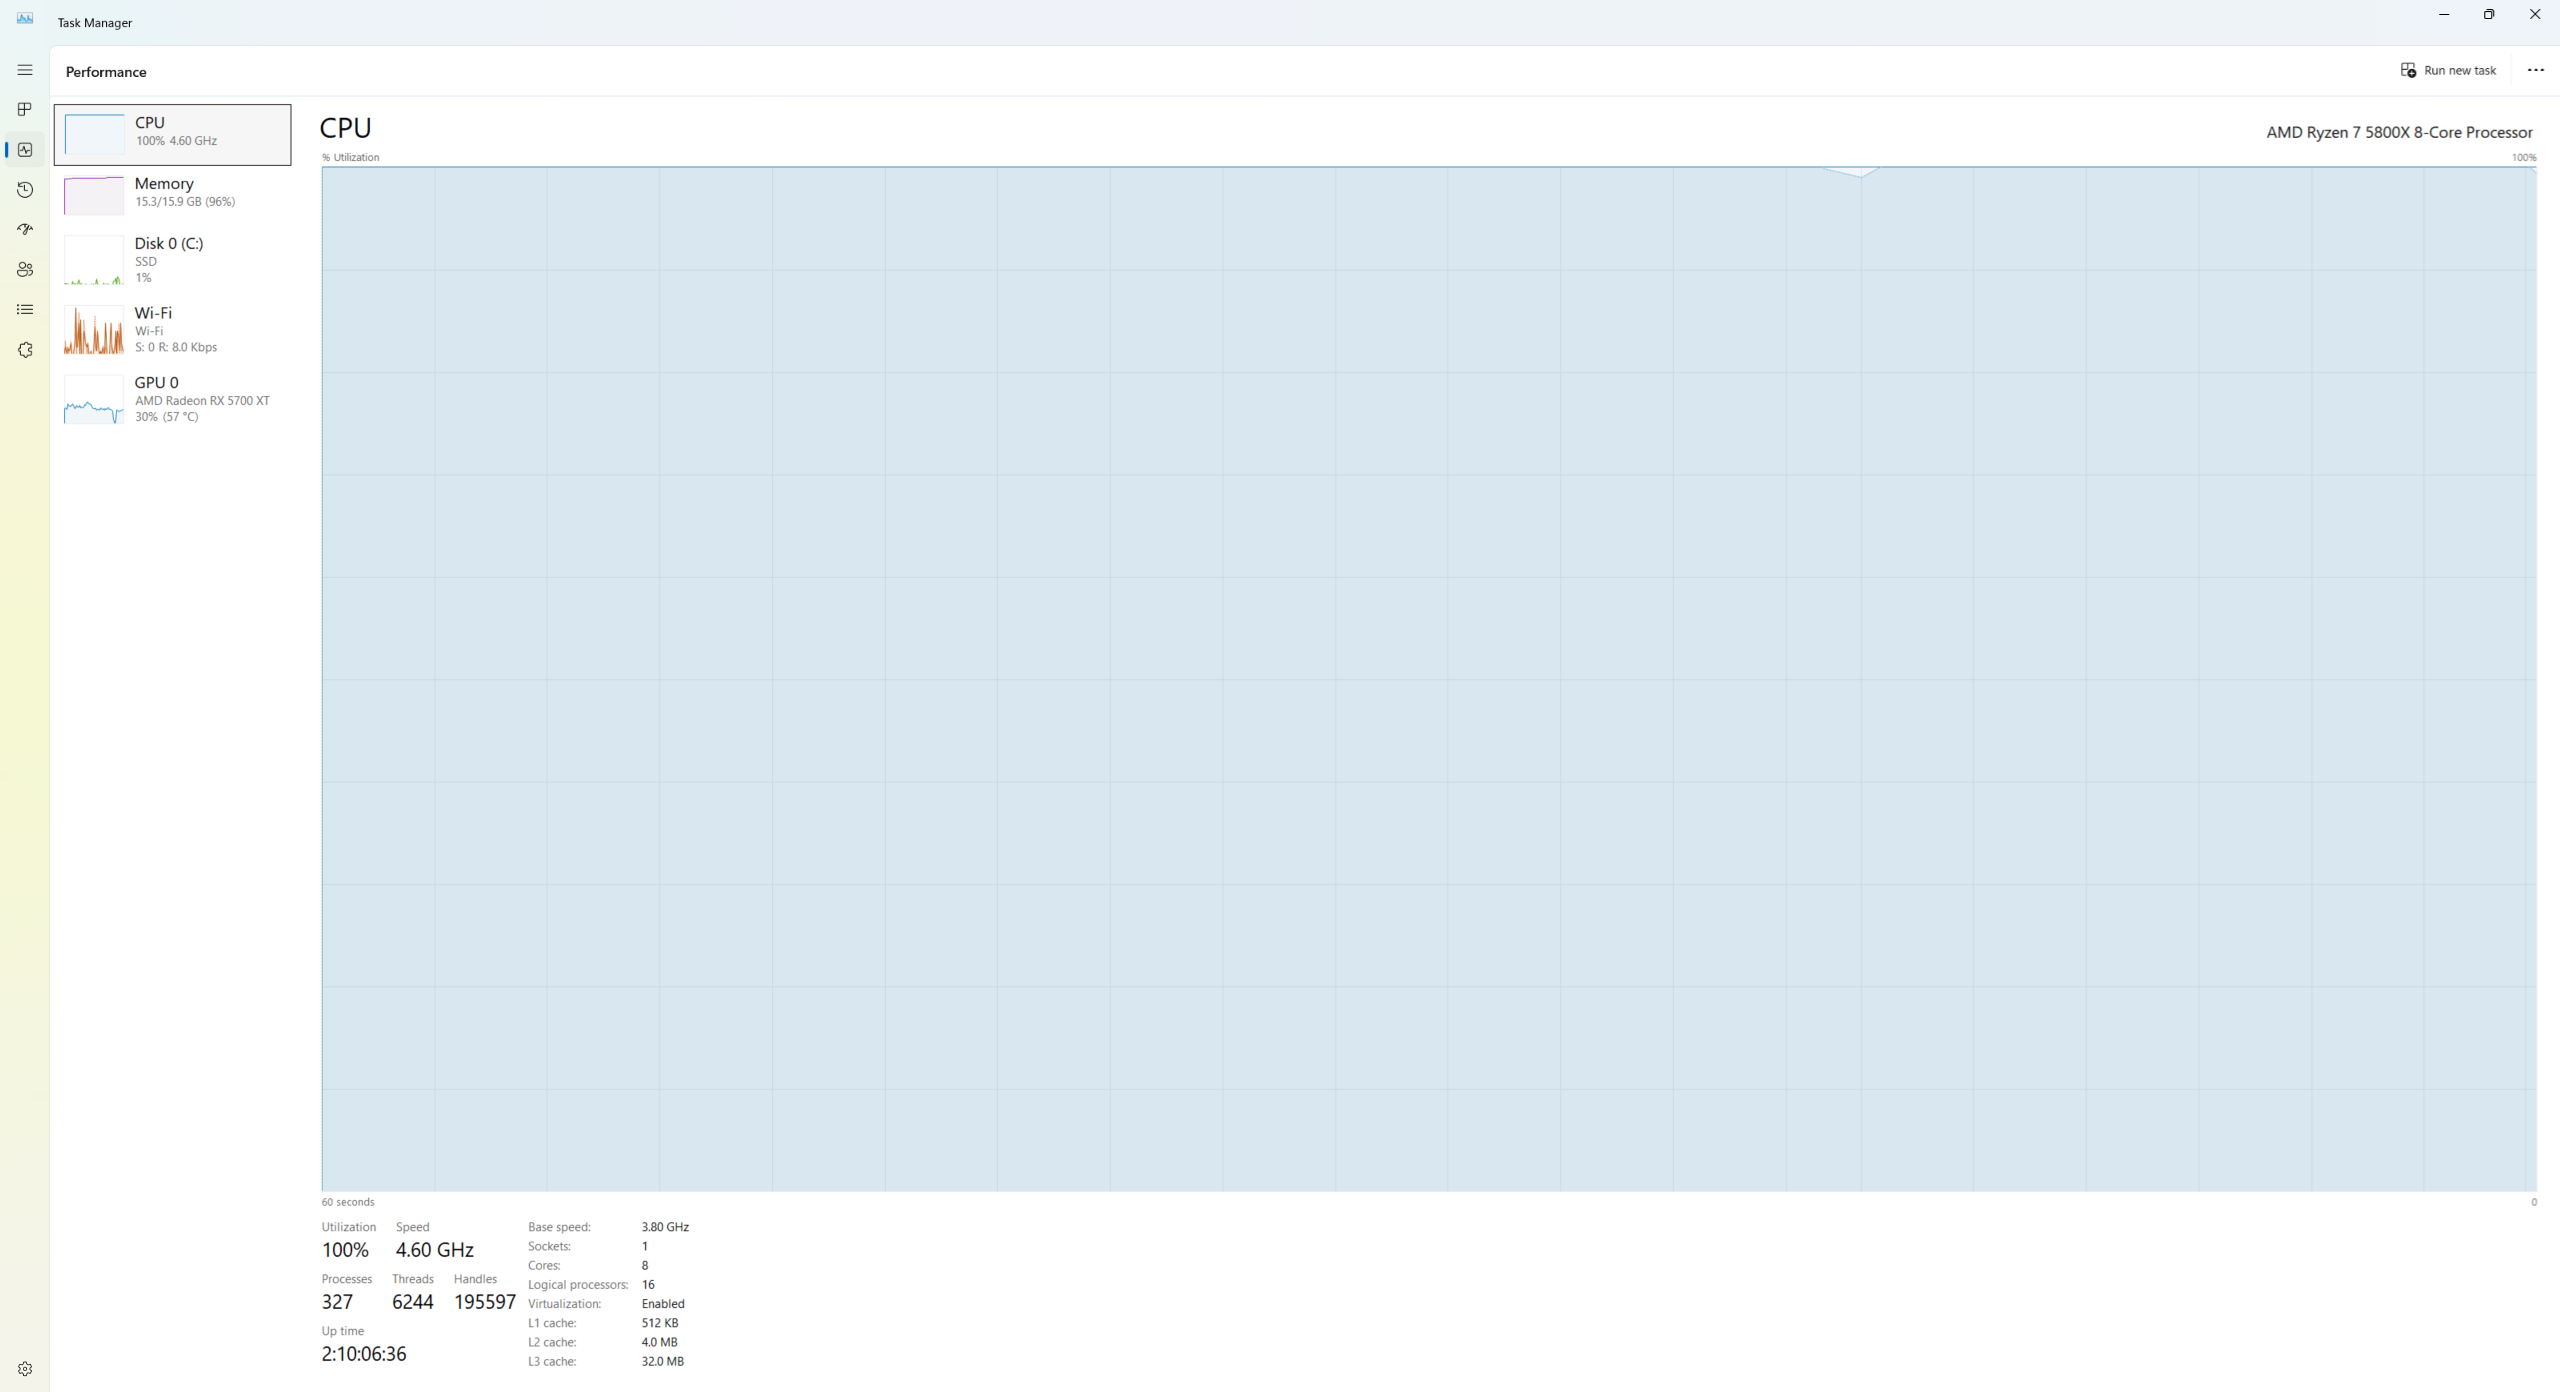 Task Manager
Performance
Run new task
CPU
100% 4.60 GHz
Memory
15.3/15.9 GB (96%)
Disk 0 (C:)
SSD
1%
Wi-Fi
Wi-Fi
S: 0 R: 8.0 Kbps
GPU 0
AMD Radeon RX 5700 XT
30% (57 °C)
CPU
AMD Ryzen 7 5800X 8-Core Processor
% Utilization
100%
60 seconds
0
Utilization Speed
100% 4.60 GHz
Processes Threads Handles
327 6244 195597
Up time
2:10:06:36
Base speed: 3.80 GHz
Sockets: 1
Cores: 8
Logical processors: 16
Virtualization: Enabled
L1 cache: 512 KB
L2 cache: 4.0 MB
L3 cache: 32.0 MB